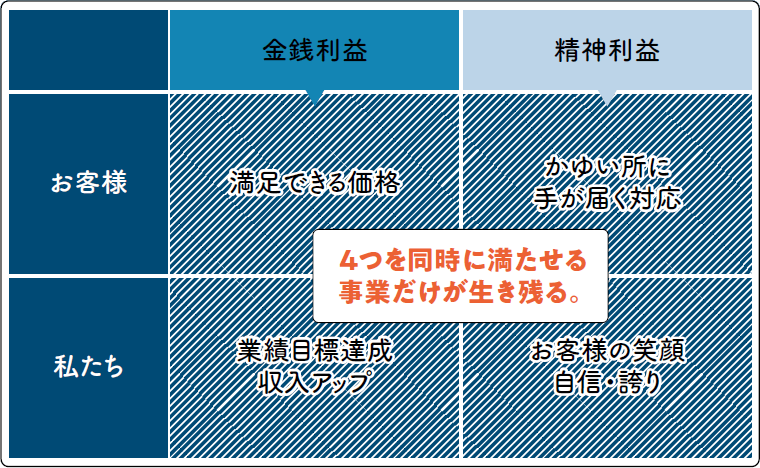 金銭利益
精神利益
お客様
満足できる価格
かゆい所に
手が届く対応
4つを同時に満たせる
事業だけが生き残る。
私たち
業績目標達成
収入アップ
お客様の笑顔
自信・誇り